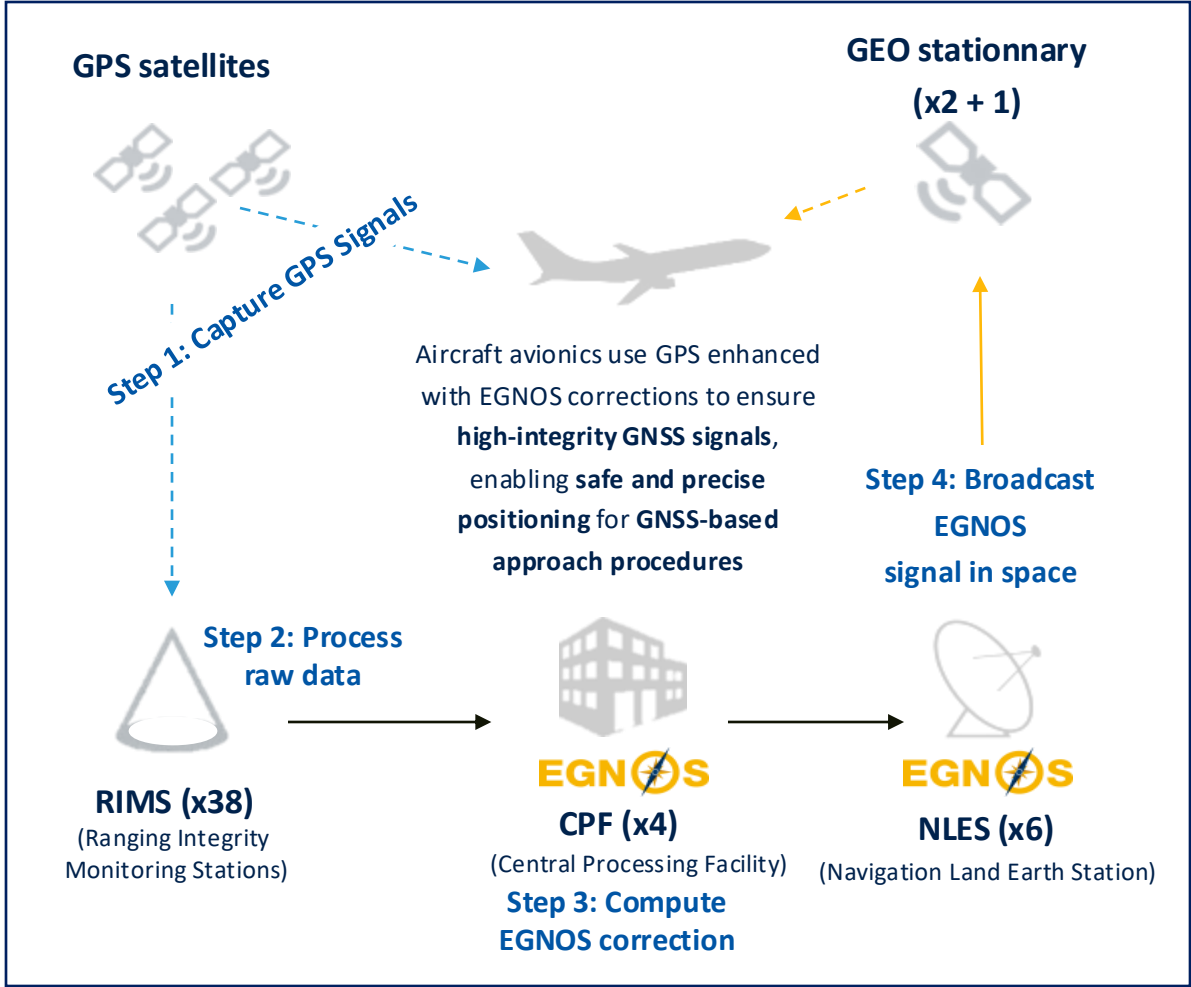 GPS satellites
GEO stationnary
(x2 + 1)
Step 1: Capture GPS Signals
Aircraft avionics use GPS enhanced
with EGNOS corrections to ensure
high-integrity GNSS signals,
enabling safe and precise
positioning for GNSS-based
approach procedures
Step 4: Broadcast
EGNOS
signal in space
Step 2: Process
raw data
RIMS (x38)
(Ranging Integrity
Monitoring Stations)
EGNOS
CPF (x4)
(Central Processing Facility)
Step 3: Compute
EGNOS correction
EGNOS
NLES (x6)
(Navigation Land Earth Station)